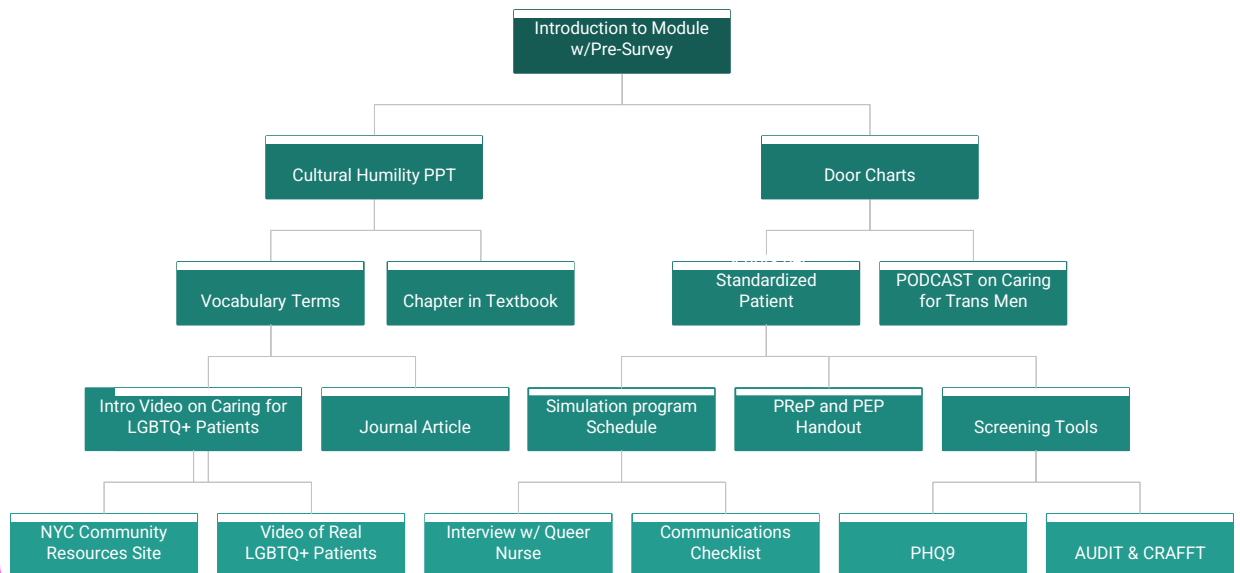 Introduction to Module
w/Pre-Survey
Cultural Humility PPT
Door Charts
Vocabulary Terms
Chapter in Textbook
Standardized
Patient
PODCAST on Caring
for Trans Men
Intro Video on Caring for
LGBTQ+ Patients
Journal Article
Simulation program
Schedule
PReP and PEP
Handout
Screening Tools
NYC Community
Resources Site
Video of Real
LGBTQ+ Patients
Interview w/ Queer
Nurse
Communications
Checklist
PHQ9
AUDIT & CRAFFT